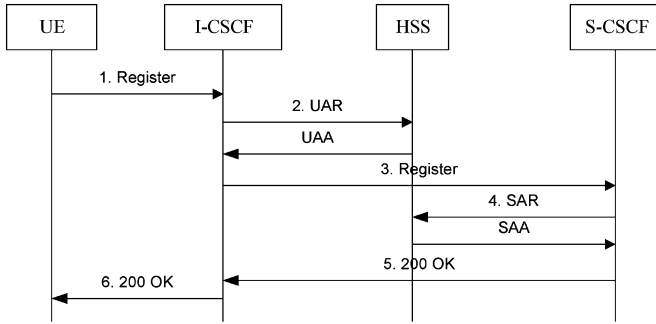 UE
I-CSCF
HSS
S-CSCF
1. Register
2. UAR
UAA
3. Register
4. SAR
SAA
5. 200 OK
6. 200 OK